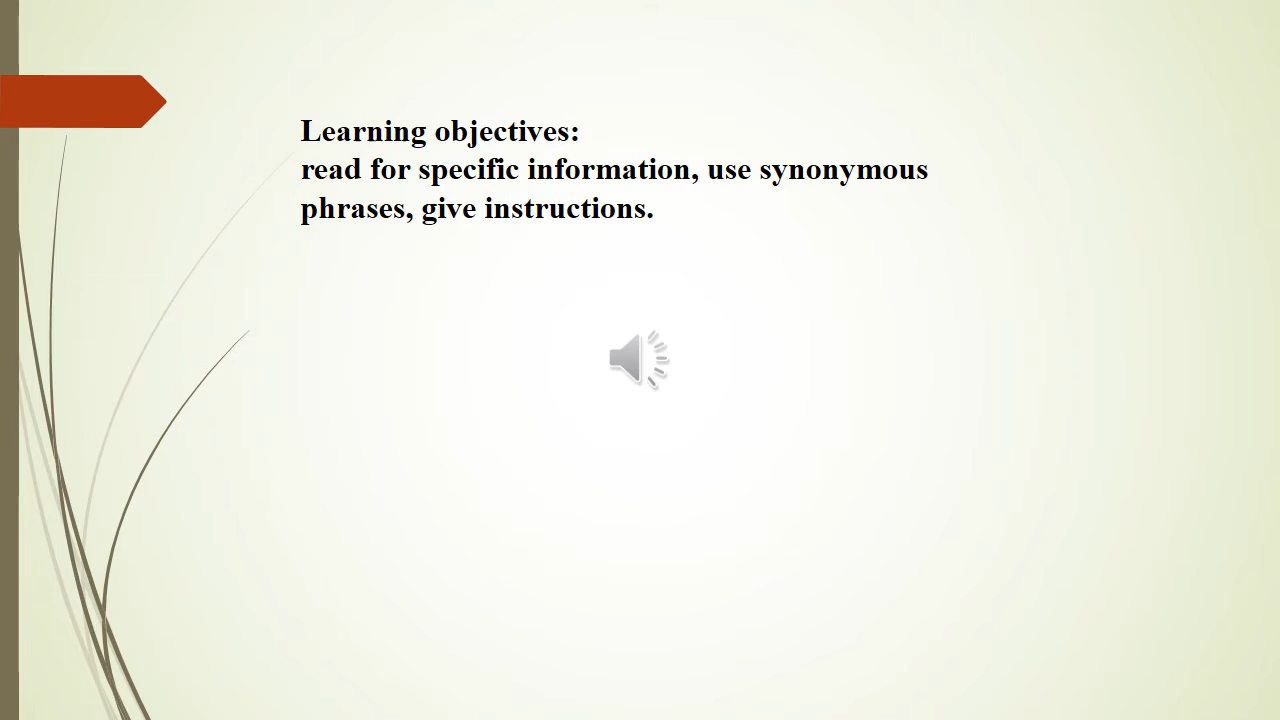 Learning objectives:
read for specific information, use synonymous
phrases, give instructions.